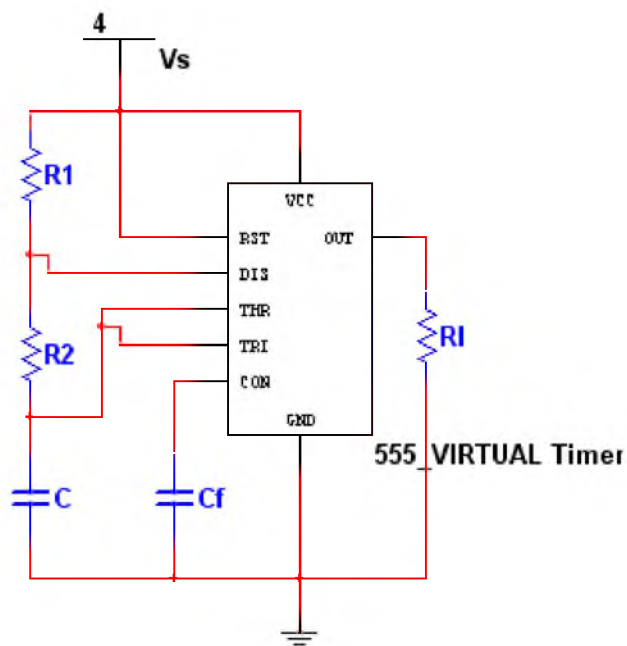 4
Vs
R1
VCC
RST OUT
DIS
THR
R2
TRI
Rl
CON
GND
555_VIRTUAL Timer
C
Cf